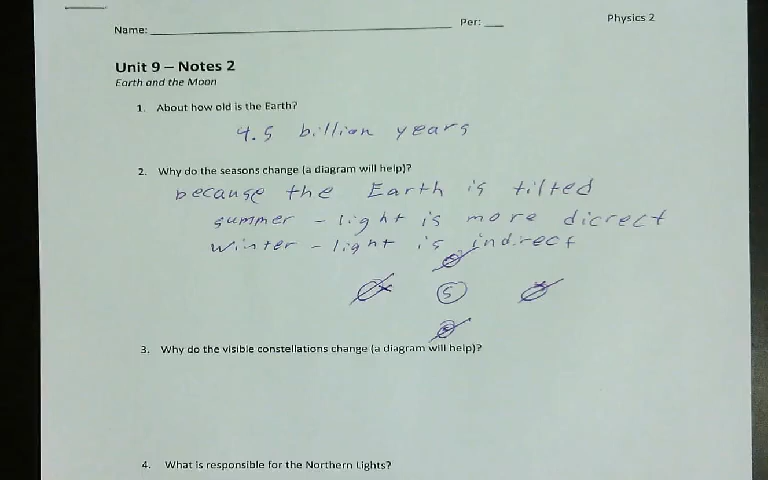 Name: Per: Physics 2
Unit 9 – Notes 2
Earth and the Moon
1. About how old is the Earth?
4.5 billion years
2. Why do the seasons change (a diagram will help)?
because the Earth is tilted
summer - light is more dicrect
Winter - light is indirect
S
3. Why do the visible constellations change (a diagram will help)?
4. What is responsible for the Northern Lights?